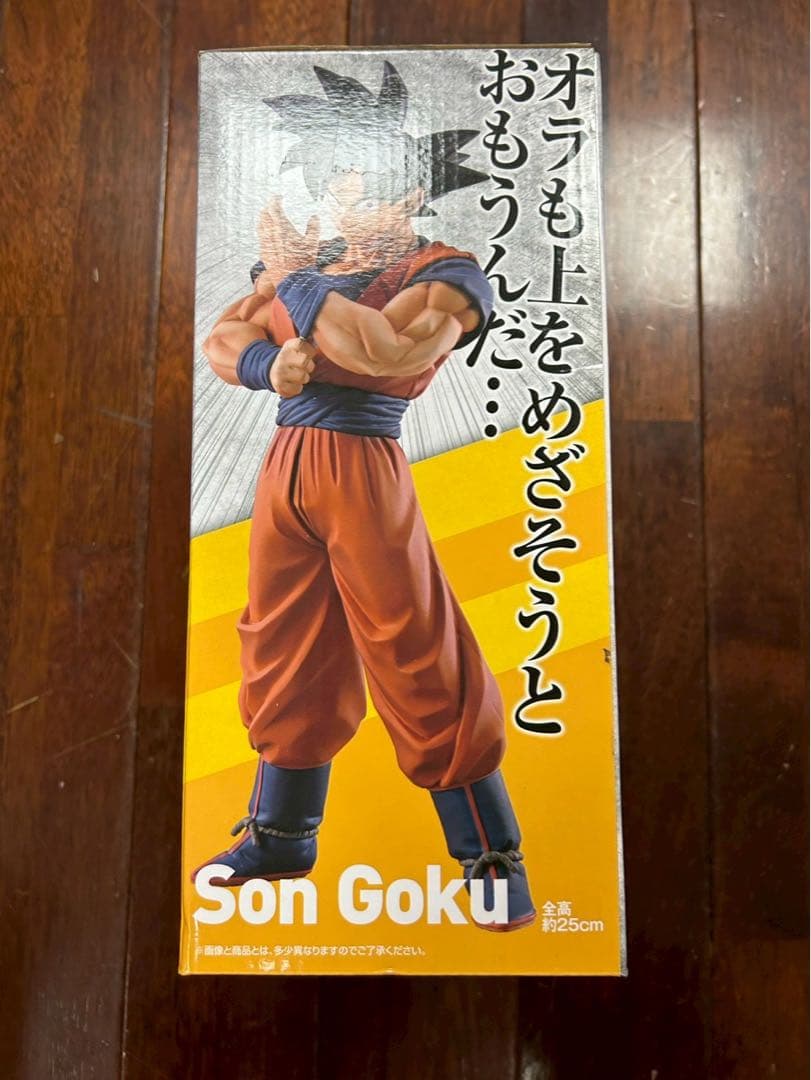 オラも上をめざそうと
おもうんだ…
Son Goku
全高
約25cm
※画像と商品とは、多少異なりますのでご了承ください。